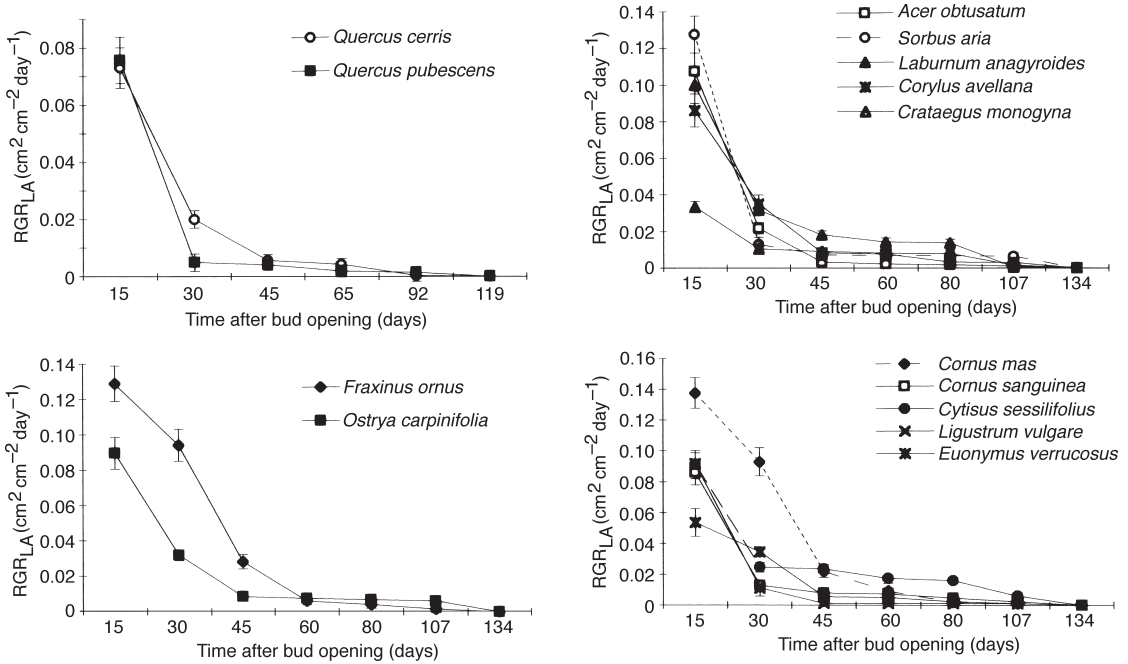 0.08
0.06
0.04
0.02
0
RGRLA(cm2 cm−2 day−1)
Quercus cerris
Quercus pubescens
15 30 45 65 92 119
Time after bud opening (days)
0.14
0.12
0.10
0.08
0.06
0.04
0.02
0
RGRLA(cm2 cm−2 day−1)
Acer obtusatum
Sorbus aria
Laburnum anagyroides
Corylus avellana
Crataegus monogyna
15 30 45 60 80 107 134
Time after bud opening (days)
0.14
0.12
0.10
0.08
0.06
0.04
0.02
0
RGRLA(cm2 cm−2 day−1)
Fraxinus ornus
Ostrya carpinifolia
15 30 45 60 80 107 134
Time after bud opening (days)
0.16
0.14
0.12
0.10
0.08
0.06
0.04
0.02
0
RGRLA(cm2 cm−2 day−1)
Cornus mas
Cornus sanguinea
Cytisus sessilifolius
Ligustrum vulgare
Euonymus verrucosus
15 30 45 60 80 107 134
Time after bud opening (days)